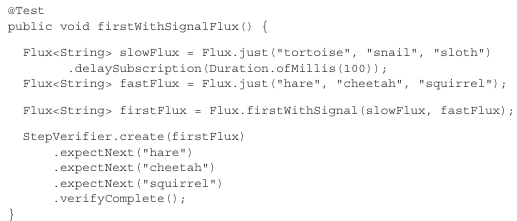 @Test
public void firstWithSignalFlux() {
  Flux<String> slowFlux = Flux.just("tortoise", "snail", "sloth")
        .delaySubscription(Duration.ofMillis(100));
  Flux<String> fastFlux = Flux.just("hare", "cheetah", "squirrel");
  Flux<String> firstFlux = Flux.firstWithSignal(slowFlux, fastFlux);
  StepVerifier.create(firstFlux)
      .expectNext("hare")
      .expectNext("cheetah")
      .expectNext("squirrel")
      .verifyComplete();
}